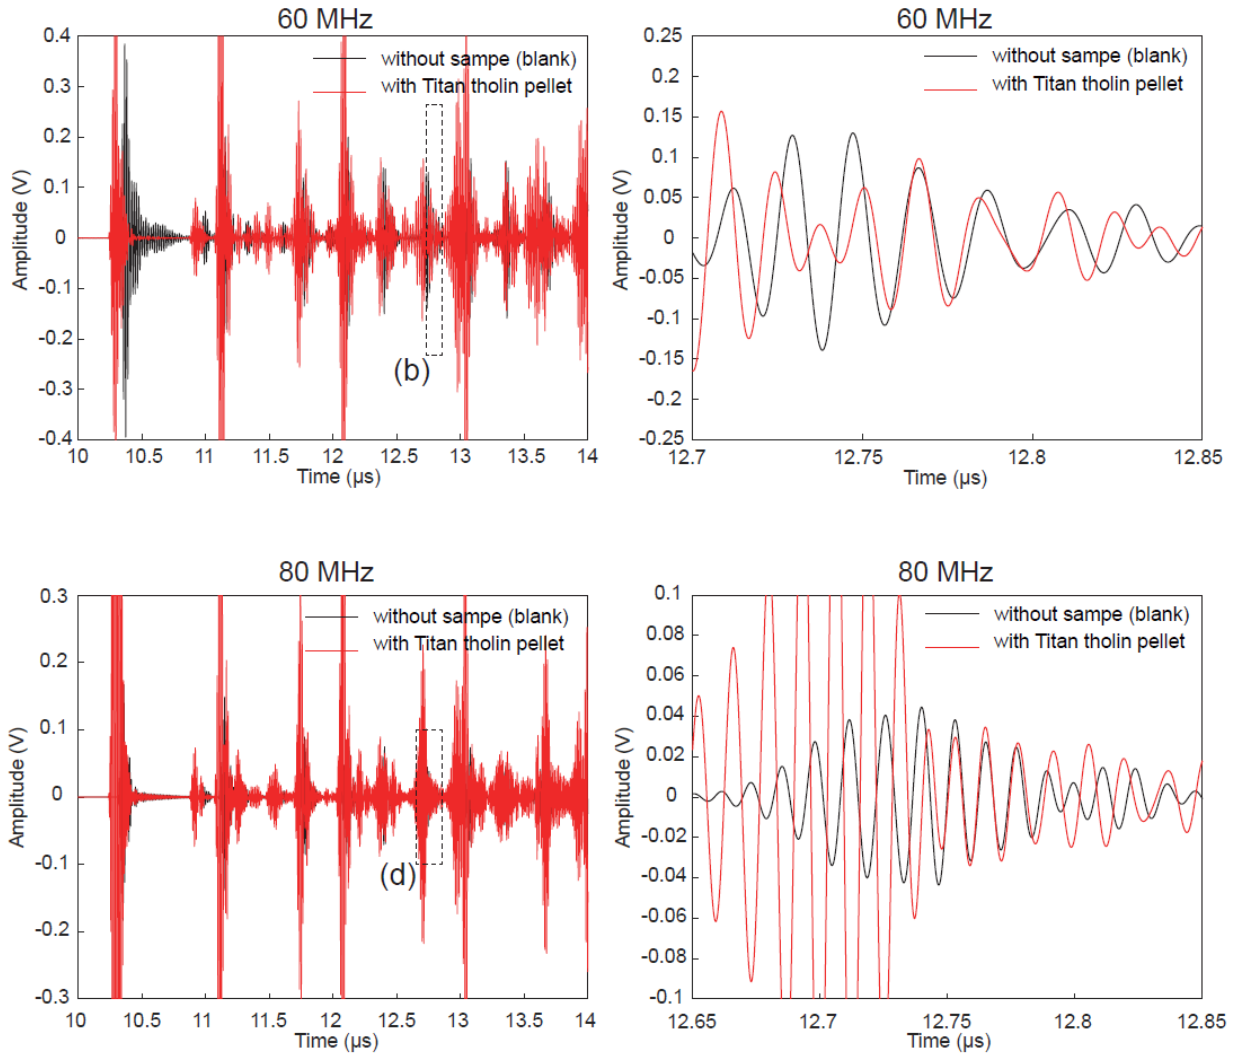 60 MHz
0.4
0.3
0.2
0.1
0
-0.1
-0.2
-0.3
-0.4
Amplitude (V)
without sampe (blank)
with Titan tholin pellet
(b)
10 10.5 11 11.5 12 12.5 13 13.5 14
Time (µs)
60 MHz
0.25
0.2
0.15
0.1
0.05
0
-0.05
-0.1
-0.15
-0.2
-0.25
Amplitude (V)
without sampe (blank)
with Titan tholin pellet
12.7 12.75 12.8 12.85
Time (µs)
80 MHz
0.3
0.2
0.1
0
-0.1
-0.2
-0.3
Amplitude (V)
without sampe (blank)
with Titan tholin pellet
(d)
10 10.5 11 11.5 12 12.5 13 13.5 14
Time (µs)
80 MHz
0.1
0.08
0.06
0.04
0.02
0
-0.02
-0.04
-0.06
-0.08
-0.1
Amplitude (V)
without sampe (blank)
with Titan tholin pellet
12.65 12.7 12.75 12.8 12.85
Time (µs)